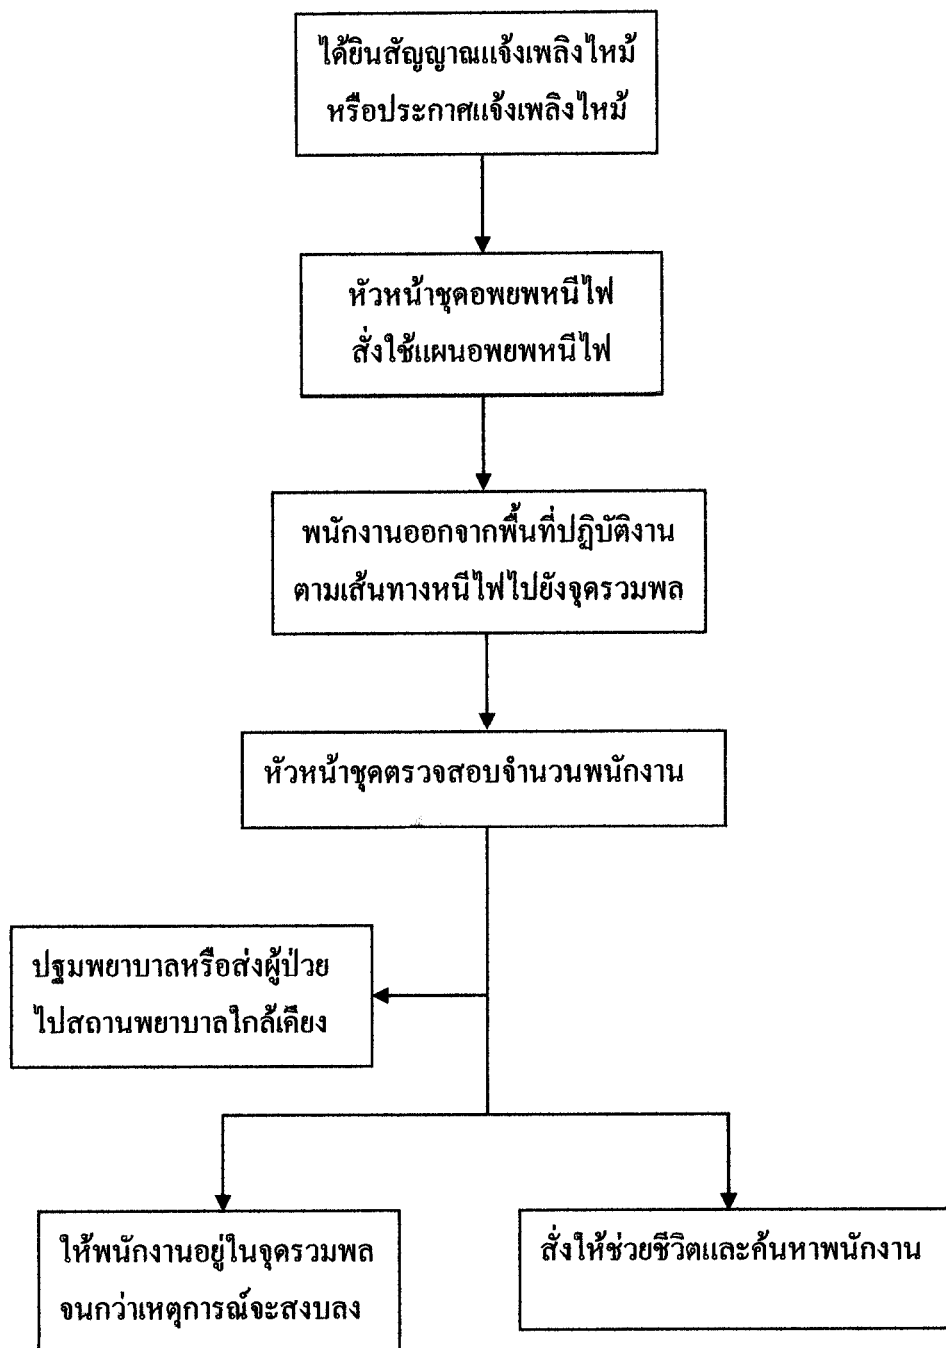 ได้ยินสัญญาณแจ้งเพลิงไหม้
หรือประกาศแจ้งเพลิงไหม้
หัวหน้าชุดอพยพหนีไฟ
สั่งใช้แผนอพยพหนีไฟ
พนักงานออกจากพื้นที่ปฏิบัติงาน
ตามเส้นทางหนีไฟไปยังจุดรวมพล
หัวหน้าชุดตรวจสอบจำนวนพนักงาน
ปฐมพยาบาลหรือส่งผู้ป่วย
ไปสถานพยาบาลใกล้เคียง
ให้พนักงานอยู่ในจุดรวมพล
จนกว่าเหตุการณ์จะสงบลง
สั่งให้ช่วยชีวิตและค้นหาพนักงาน